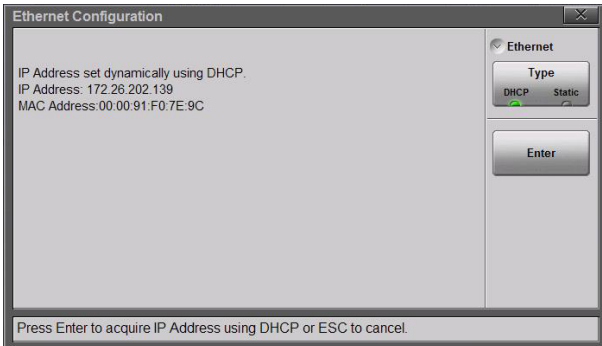 Ethernet Configuration
Ethernet
IP Address set dynamically using DHCP.
IP Address: 172.26.202.139
MAC Address:00:00:91:F0:7E:9C
Type
DHCP Static
Enter
Press Enter to acquire IP Address using DHCP or ESC to cancel.